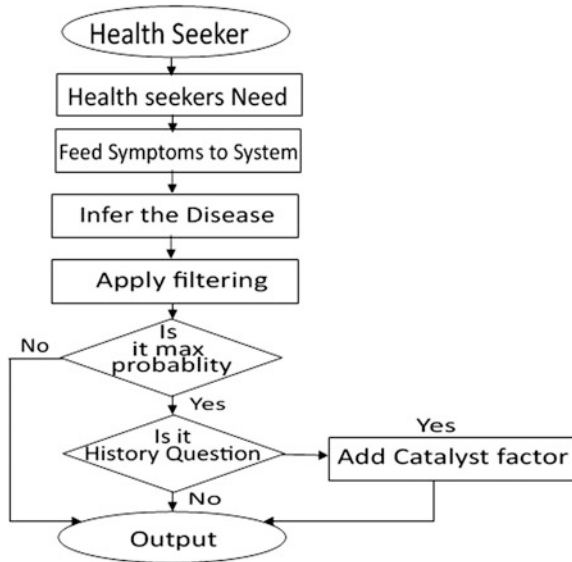 Health Seeker
Health seekers Need
Feed Symptoms to System
Infer the Disease
Apply filtering
Is
it max
probablity
No
Yes
Is it
History Question
Yes
Add Catalyst factor
No
Output